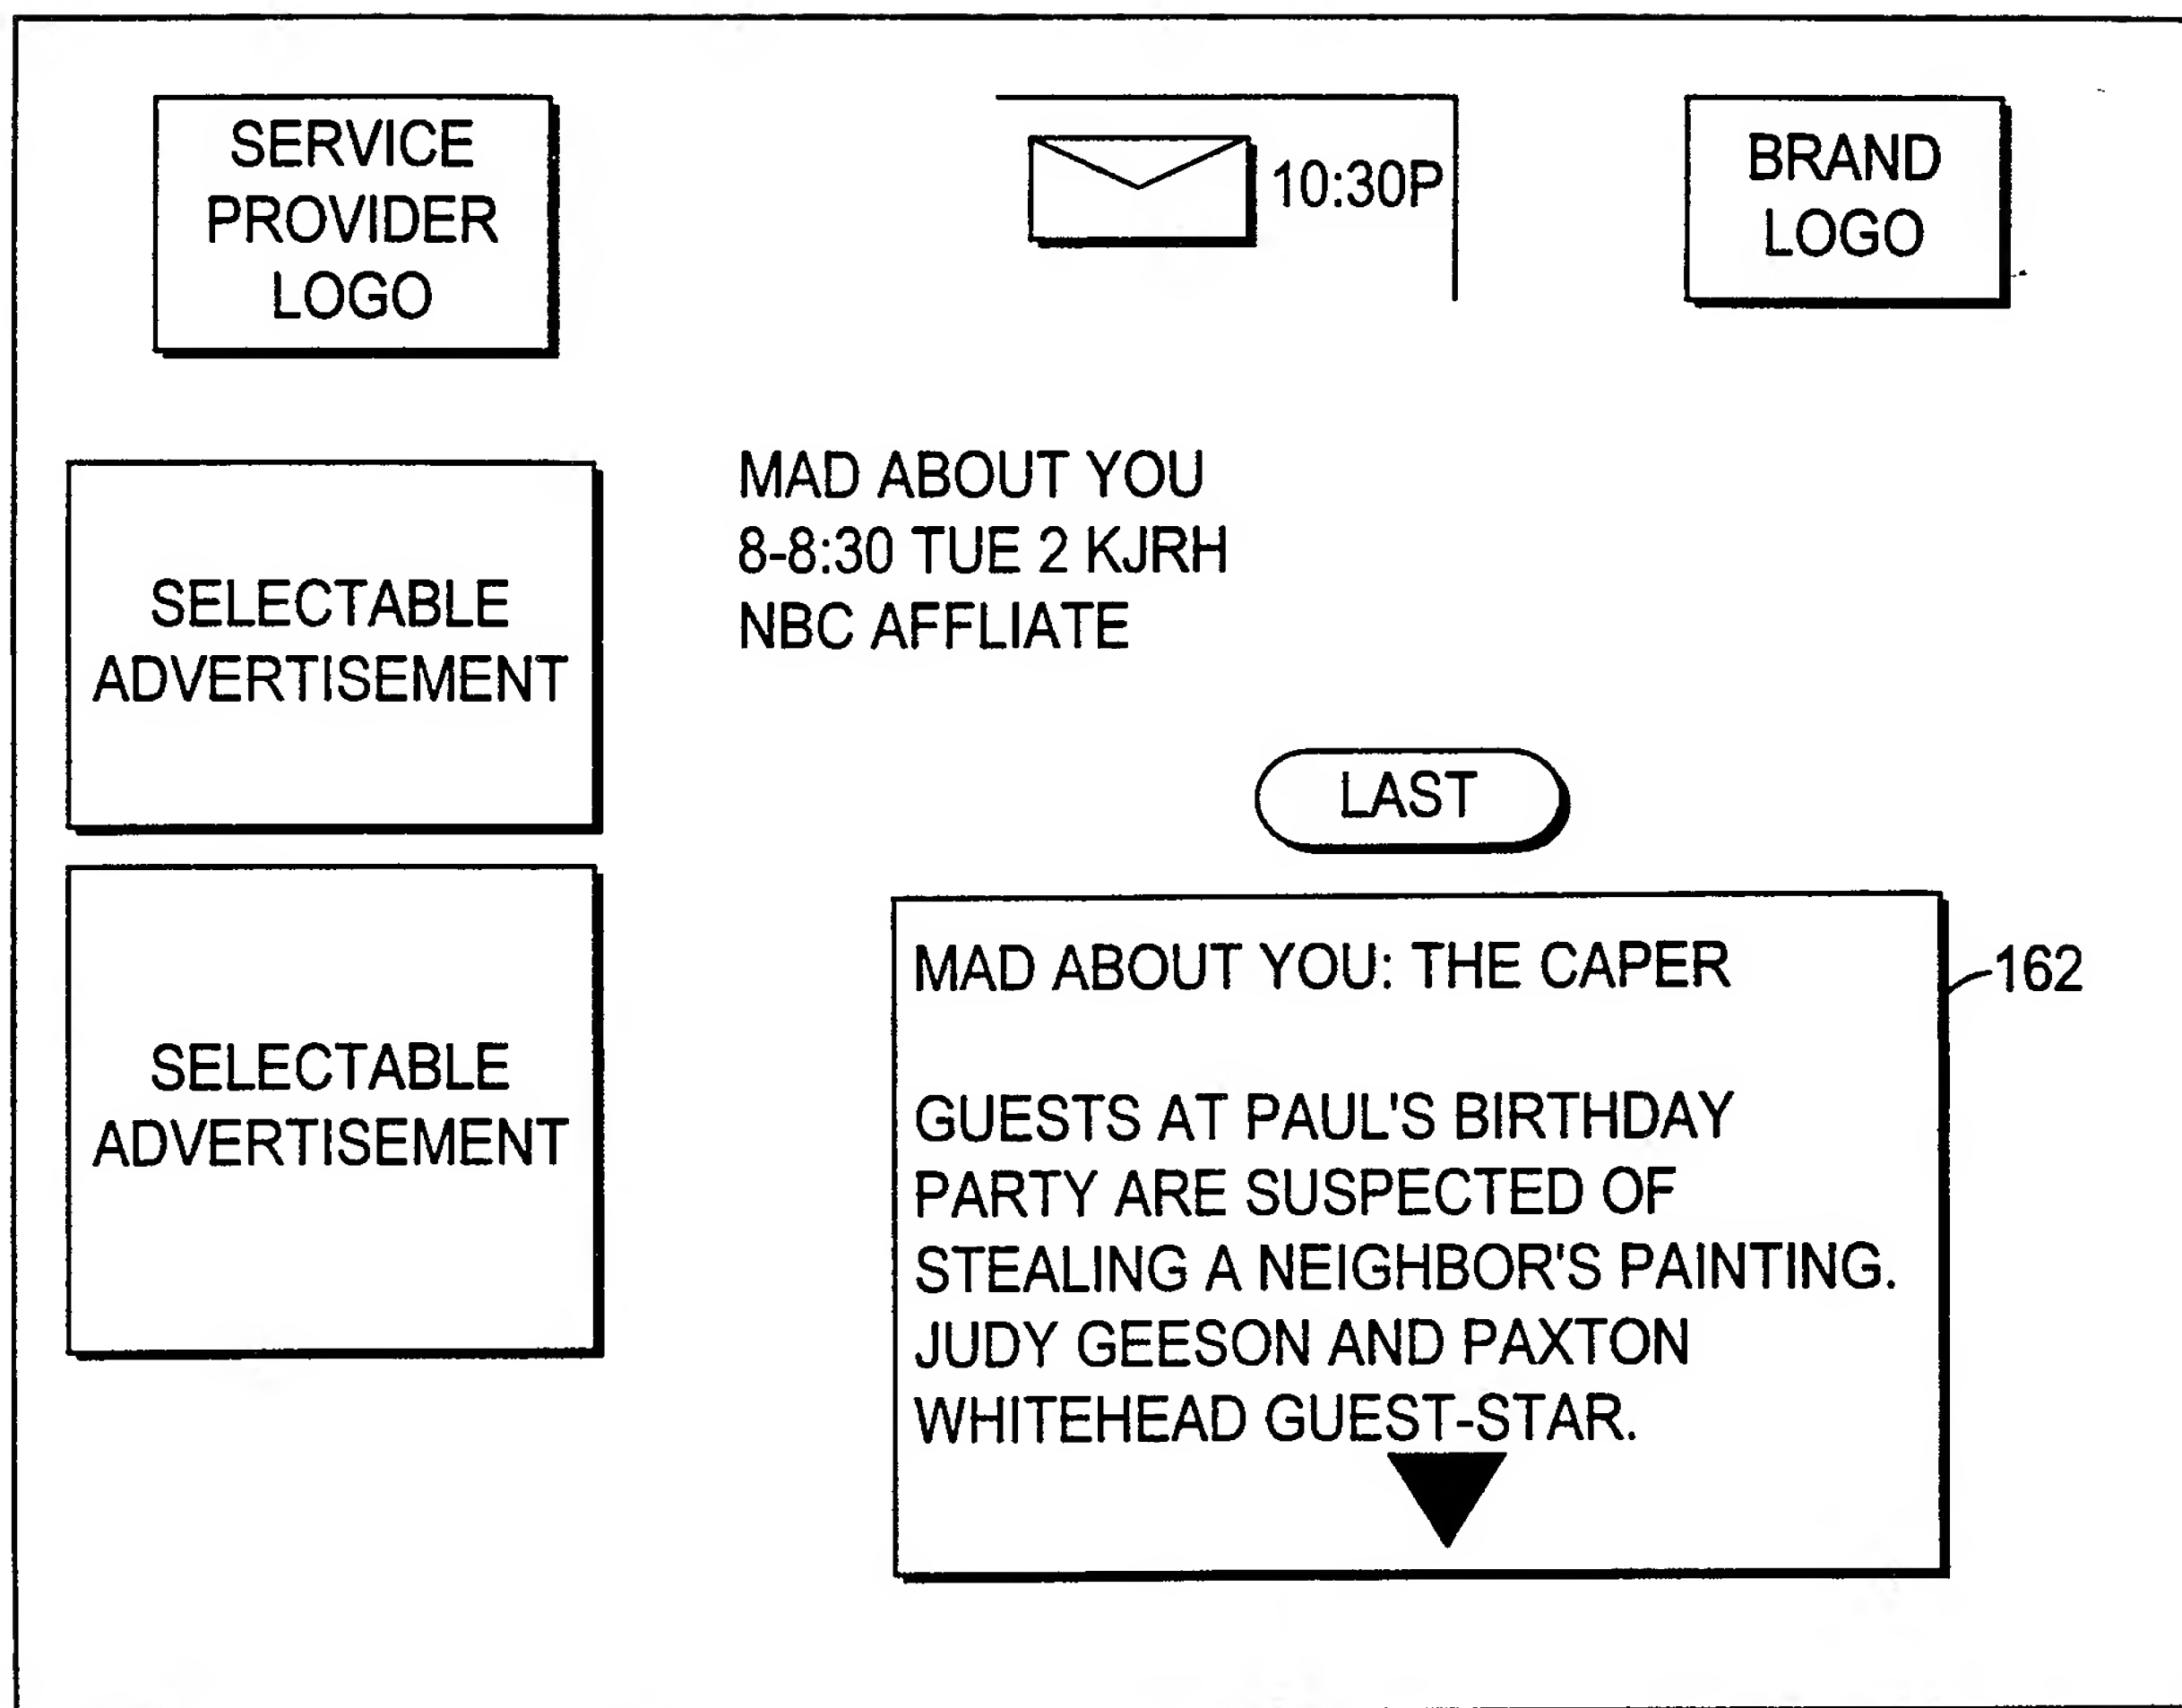 SERVICE
PROVIDER
LOGO
10:30P
BRAND
LOGO
SELECTABLE
ADVERTISEMENT
MAD ABOUT YOU
8-8:30 TUE 2 KJRH
NBC AFFLIATE
LAST
SELECTABLE
ADVERTISEMENT
MAD ABOUT YOU: THE CAPER
162
GUESTS AT PAUL'S BIRTHDAY
PARTY ARE SUSPECTED OF
STEALING A NEIGHBOR'S PAINTING.
JUDY GEESON AND PAXTON
WHITEHEAD GUEST-STAR.